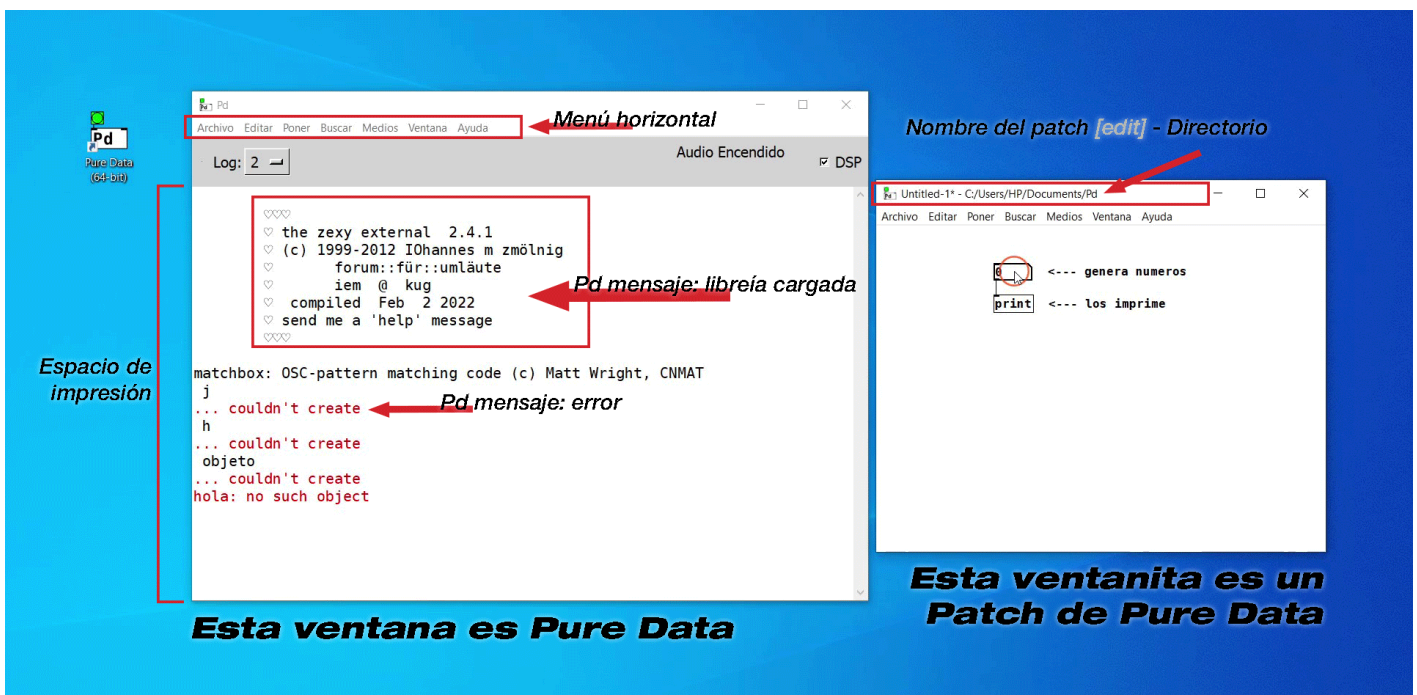 Pd
Pure Data
(64-bit)
Pd
Archivo Editar Poner Buscar Medios Ventana Ayuda
Menú horizontal
Log: 2
Audio Encendido
DSP
♡♡♡
♡ the zexy external 2.4.1
♡ (c) 1999-2012 IOhannes m zmölnig
♡ forum::für::umläute
♡ iem @ kug
♡ compiled Feb 2 2022
♡ send me a 'help' message
♡♡♡
Pd mensaje: libreía cargada
Espacio de
impresión
matchbox: OSC-pattern matching code (c) Matt Wright, CNMAT
j
... couldn't create
Pd mensaje: error
h
... couldn't create
objeto
... couldn't create
hola: no such object
Esta ventana es Pure Data
Nombre del patch [edit] - Directorio
Untitled-1* - C:/Users/HP/Documents/Pd
Archivo Editar Poner Buscar Medios Ventana Ayuda
0 <--- genera numeros
print <--- los imprime
Esta ventanita es un
Patch de Pure Data